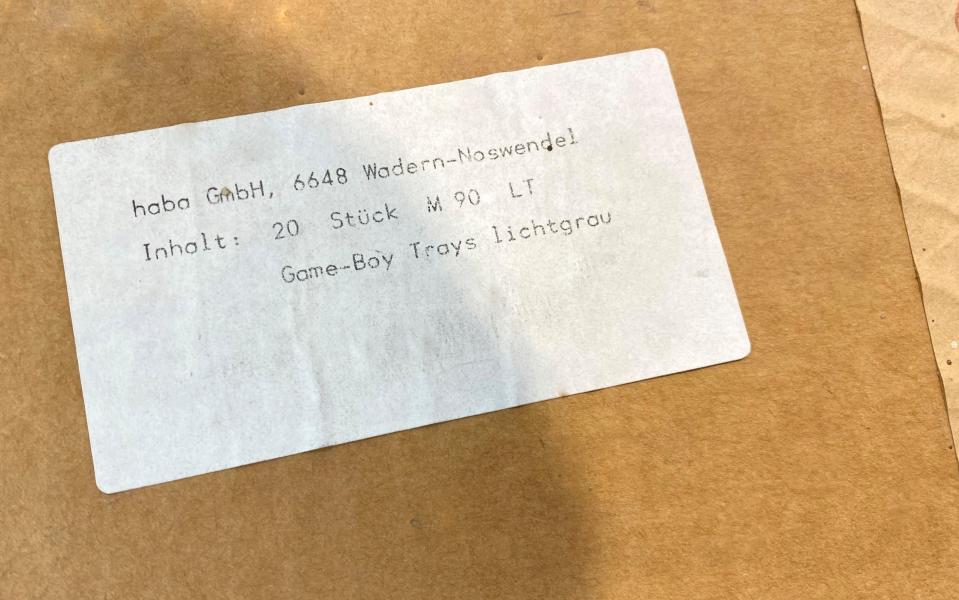 haba GmbH, 6648 Wadern-Noswendel
Inhalt: 20 Stück M 90 LT
Game-Boy Trays lichtgrau